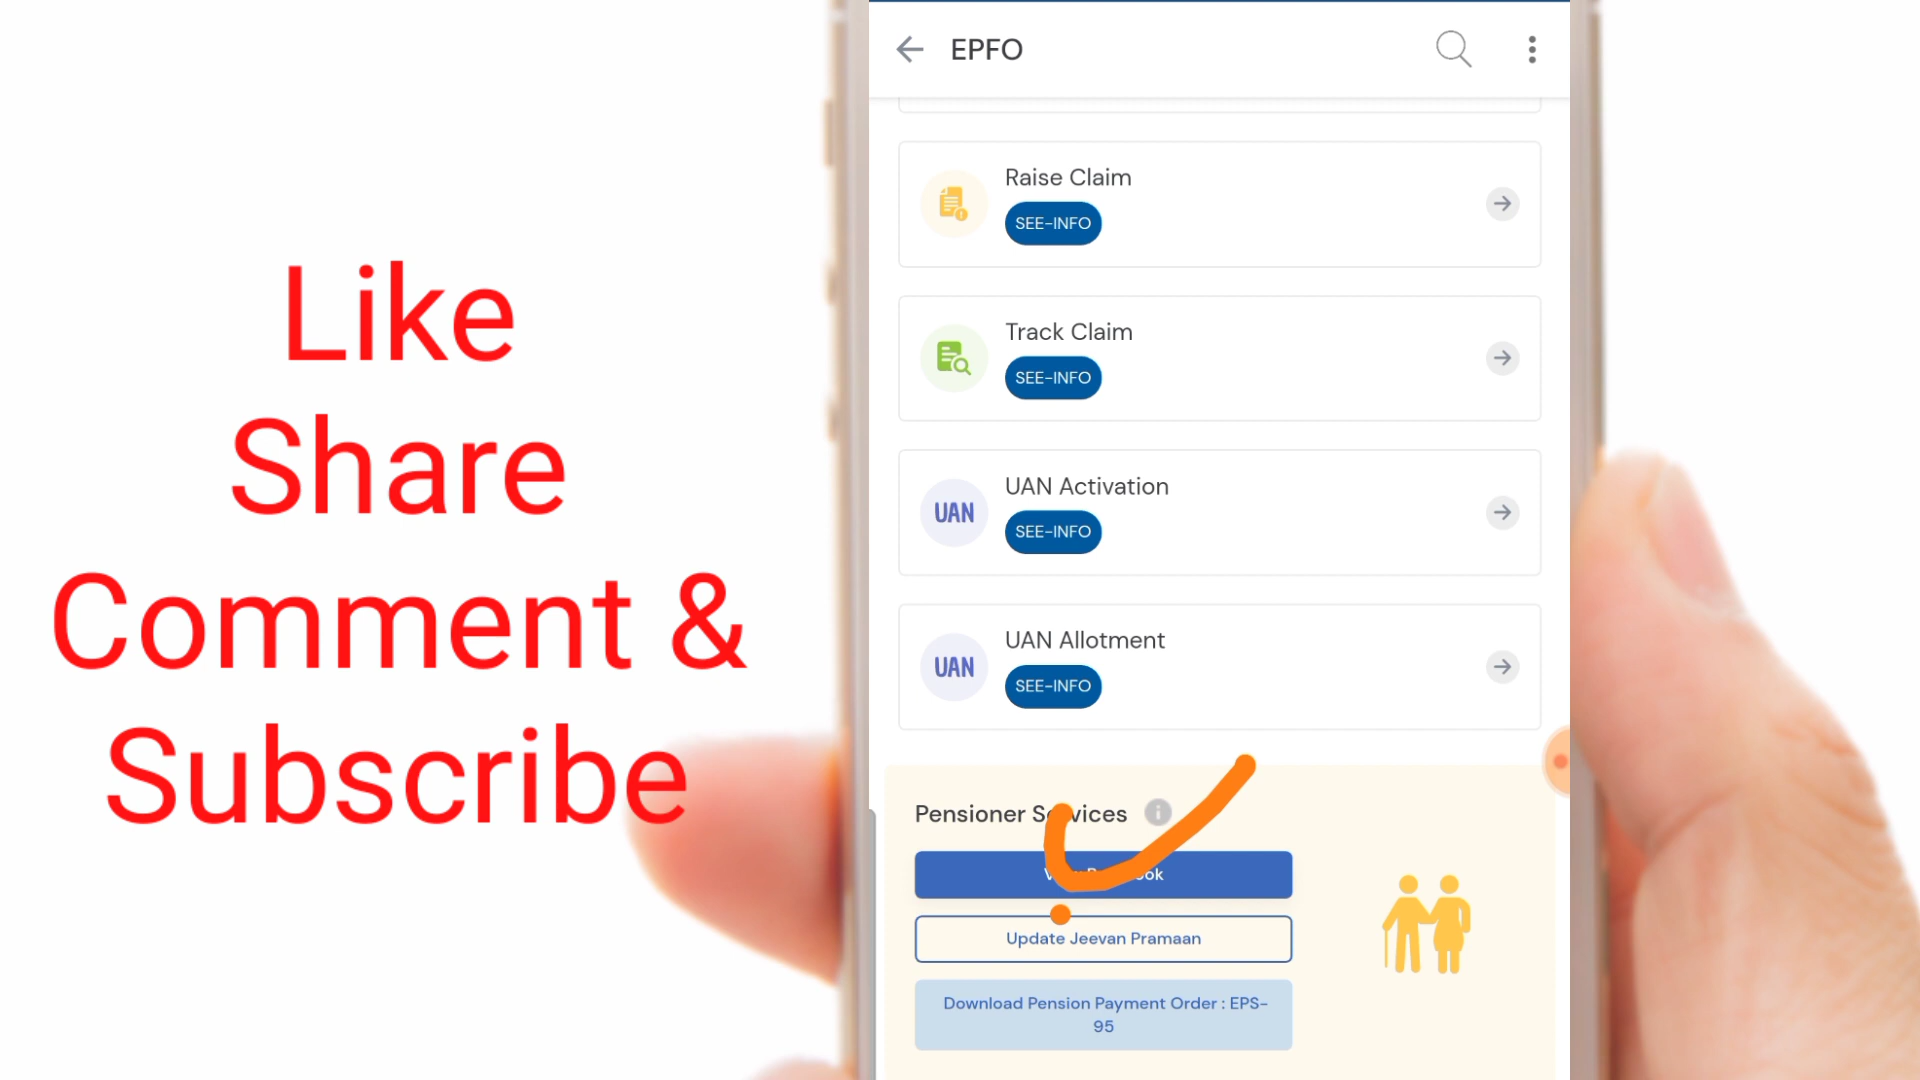 Like
Share
Comment &
Subscribe
EPFO
Raise Claim
SEE-INFO
Track Claim
SEE-INFO
UAN
UAN Activation
SEE-INFO
UAN
UAN Allotment
SEE-INFO
Pensioner
Update Jeevan Pramaan
Download Pension Payment Order : EPS-
95